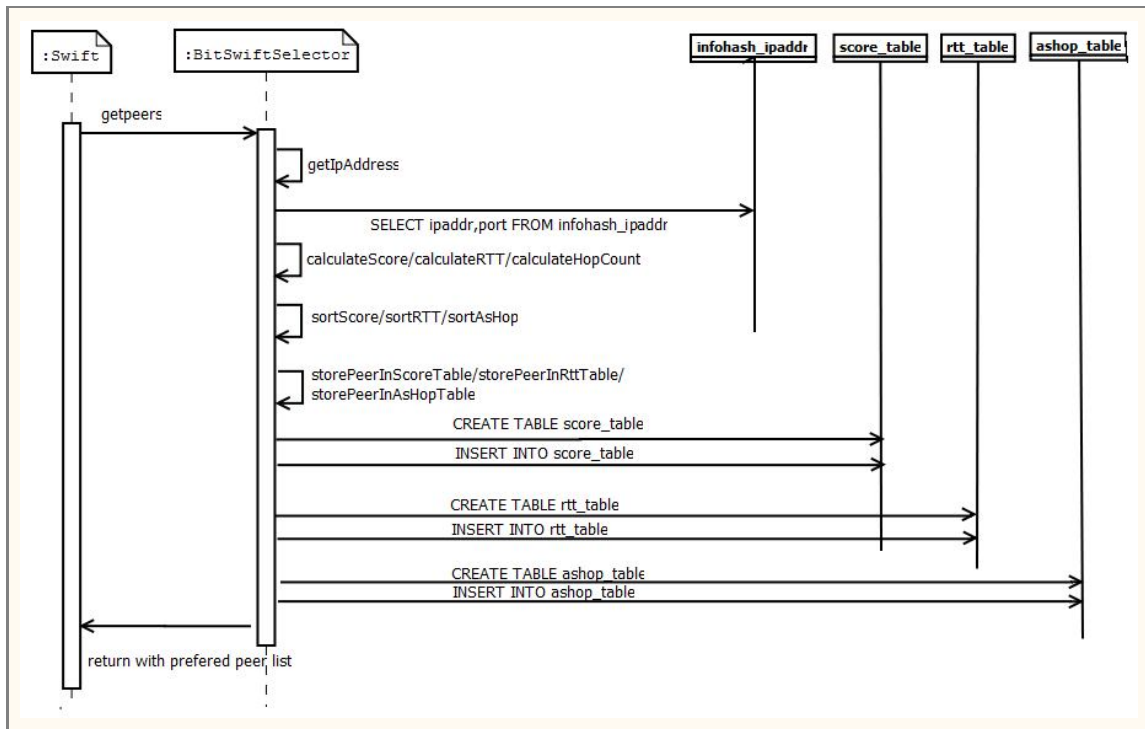 :Swift
:BitSwiftSelector
infohash_ipaddr
score_table
rtt_table
ashop_table
getpeers
getIpAddress
SELECT ipaddr,port FROM infohash_ipaddr
calculateScore/calculateRTT/calculateHopCount
sortScore/sortRTT/sortAsHop
storePeerInScoreTable/storePeerInRttTable/
storePeerInAsHopTable
CREATE TABLE score_table
INSERT INTO score_table
CREATE TABLE rtt_table
INSERT INTO rtt_table
CREATE TABLE ashop_table
INSERT INTO ashop_table
return with prefered peer list